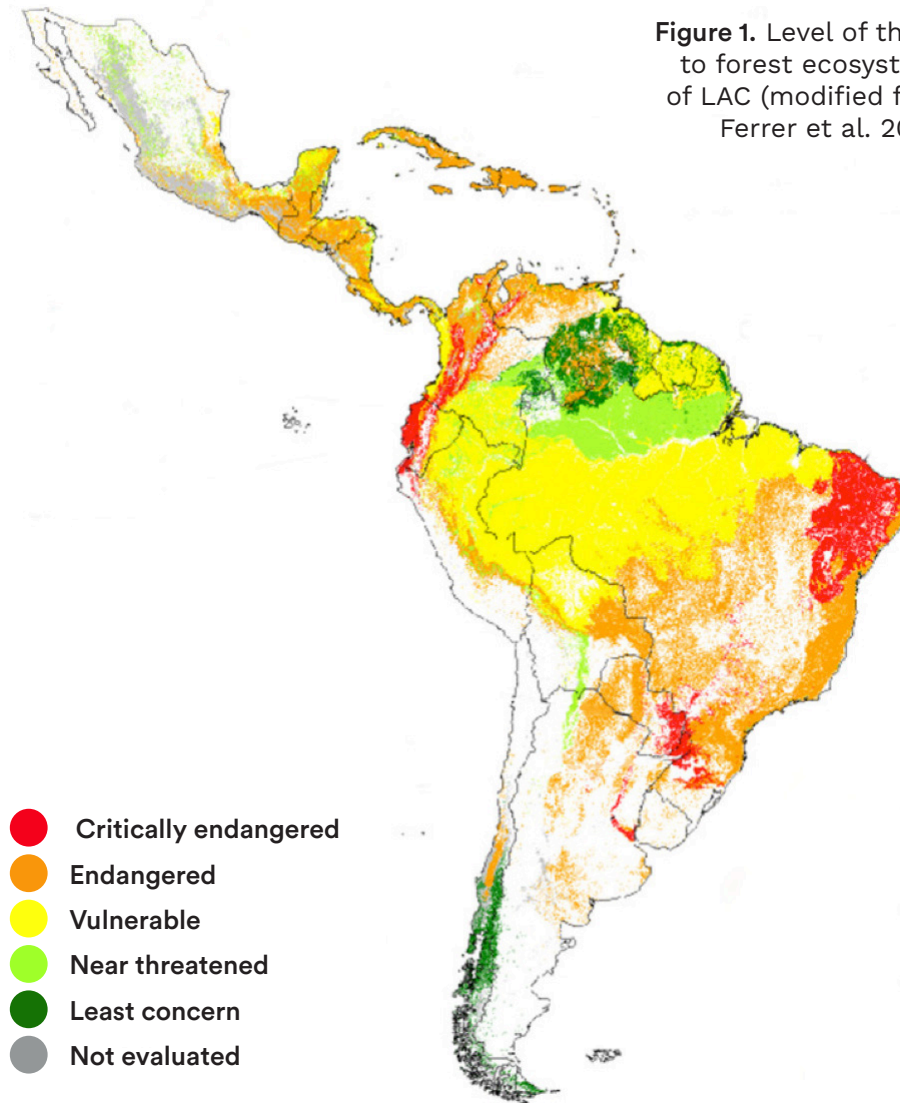 Figure 1. Level of th
to forest ecosyst
of LAC (modified f
Ferrer et al. 20
Critically endangered
Endangered
Vulnerable
Near threatened
Least concern
Not evaluated